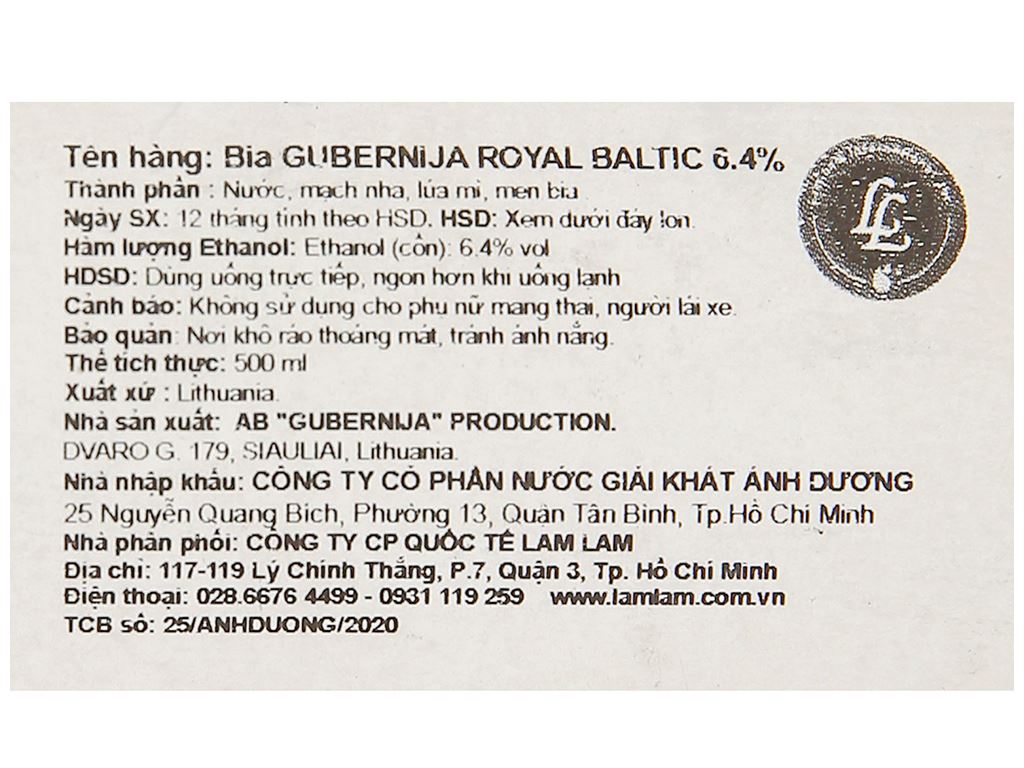 Tên hàng: Bia GUBERNIJA ROYAL BALTIC 6.4%
Thành phần : Nước, mạch nha, lúa mì, men bia
Ngày SX: 12 tháng tính theo HSD. HSD: Xem dưới đáy lon.
Hàm lượng Ethanol: Ethanol (cồn): 6.4% vol
HDSD: Dùng uống trực tiếp, ngon hơn khi uống lạnh
Cảnh báo: Không sử dụng cho phụ nữ mang thai, người lái xe.
Bảo quản: Nơi khô ráo thoáng mát, tránh ánh nắng.
Thể tích thực: 500 ml
Xuất xứ : Lithuania.
Nhà sản xuất: AB "GUBERNIJA" PRODUCTION.
DVARO G. 179, SIAULIAI, Lithuania.
Nhà nhập khẩu: CÔNG TY CỔ PHẦN NƯỚC GIẢI KHÁT ÁNH DƯƠNG
25 Nguyễn Quang Bích, Phường 13, Quận Tân Bình, Tp.Hồ Chí Minh
Nhà phân phối: CÔNG TY CP QUỐC TẾ LAM LAM
Địa chỉ: 117-119 Lý Chính Thắng, P.7, Quận 3, Tp. Hồ Chí Minh
Điện thoại: 028.6676 4499 - 0931 119 259 www.lamlam.com.vn
TCB số: 25/ANHDUONG/2020